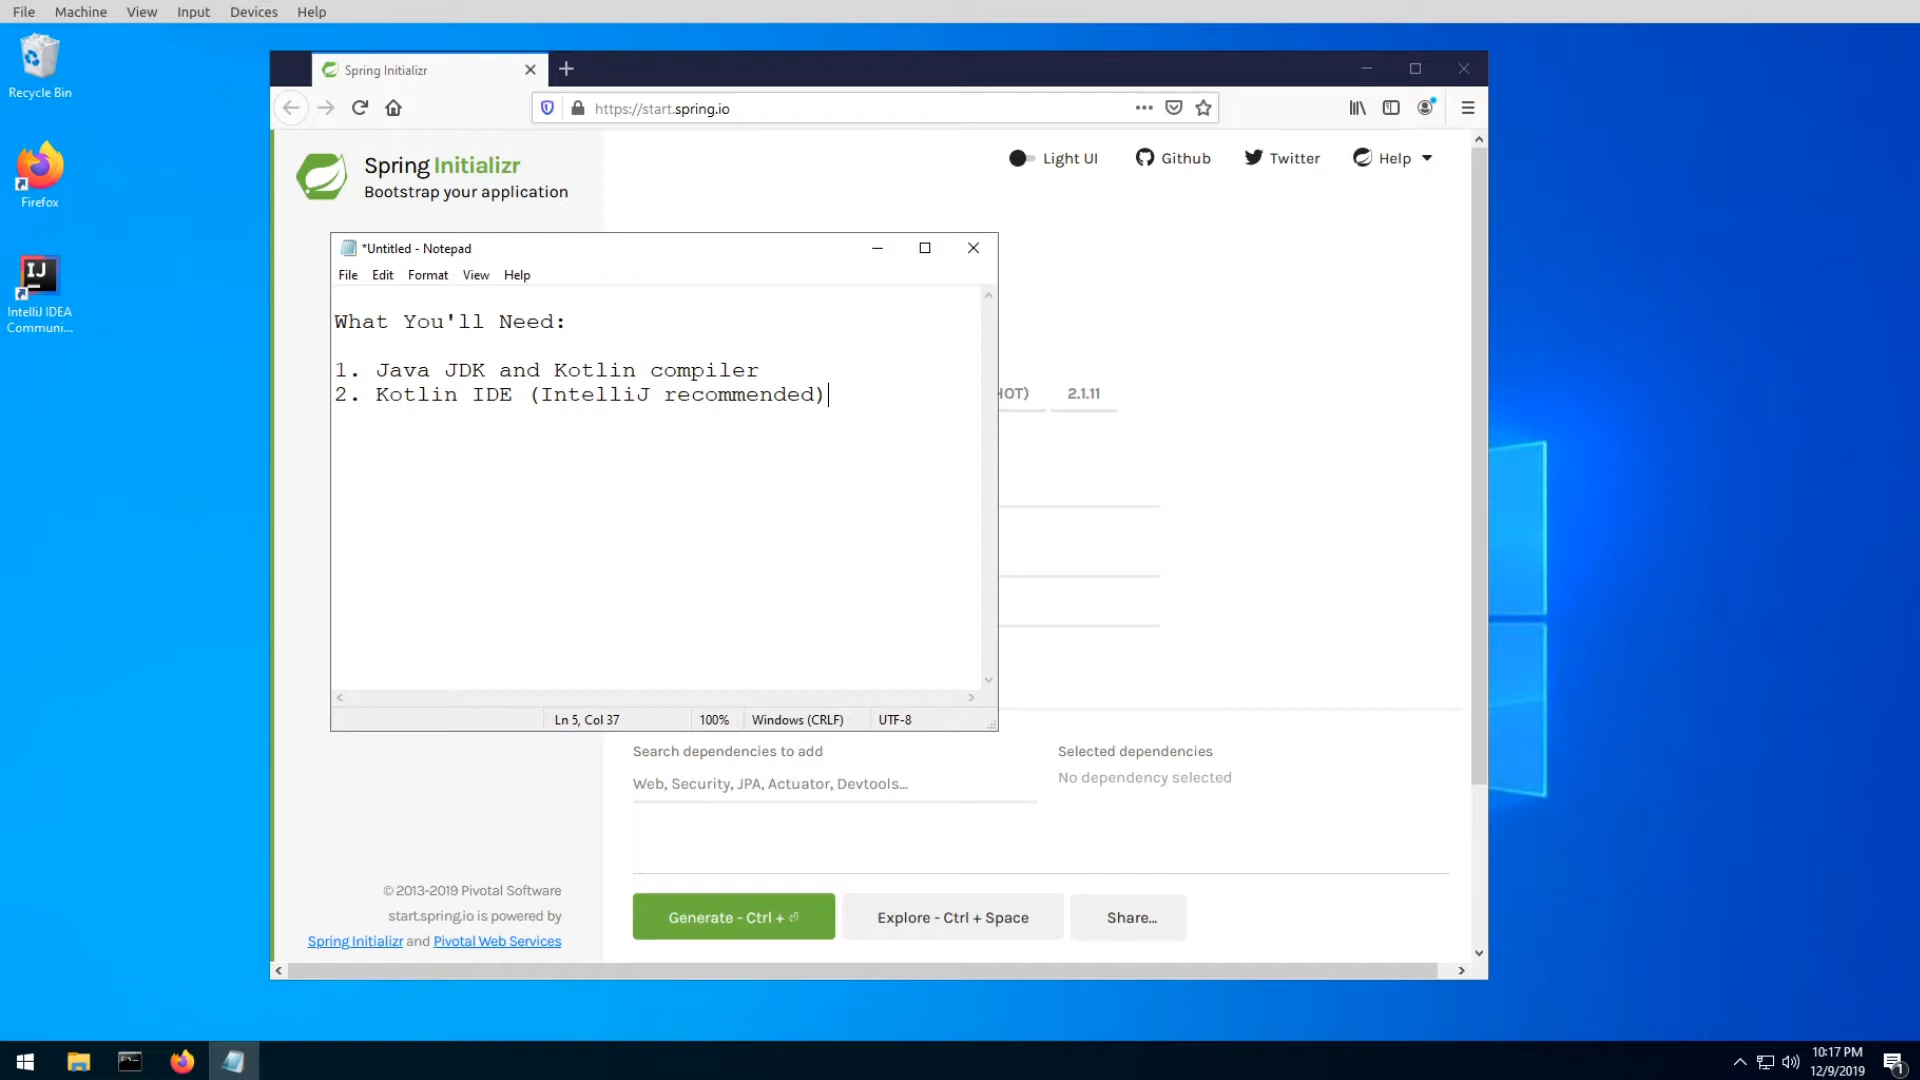 File Machine View Input Devices Help
Recycle Bin
Firefox
IJ
IntelliJ IDEA
Communi...
Spring Initializr
https://start.spring.io
Spring Initializr
Bootstrap your application
Light UI
Github
Twitter
Help
*Untitled - Notepad
File Edit Format View Help
What You'll Need:
1. Java JDK and Kotlin compiler
2. Kotlin IDE (IntelliJ recommended)
Ln 5, Col 37
100%
Windows (CRLF)
UTF-8
HOT)
2.1.11
Search dependencies to add
Web, Security, JPA, Actuator, Devtools...
Selected dependencies
No dependency selected
© 2013-2019 Pivotal Software
start.spring.io is powered by
Spring Initializr and Pivotal Web Services
Generate - Ctrl + ⏎
Explore - Ctrl + Space
Share...
10:17 PM
12/9/2019
1